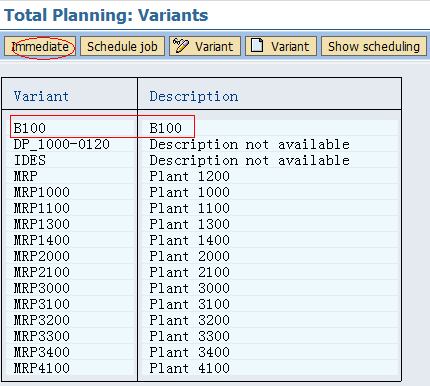 Total Planning: Variants
Immediate Schedule job Variant Variant Show scheduling
Variant Description
B100 B100
DP_1000-0120 Description not available
IDES Description not available
MRP Plant 1200
MRP1000 Plant 1000
MRP1100 Plant 1100
MRP1300 Plant 1300
MRP1400 Plant 1400
MRP2000 Plant 2000
MRP2100 Plant 2100
MRP3000 Plant 3000
MRP3100 Plant 3100
MRP3200 Plant 3200
MRP3300 Plant 3300
MRP3400 Plant 3400
MRP4100 Plant 4100